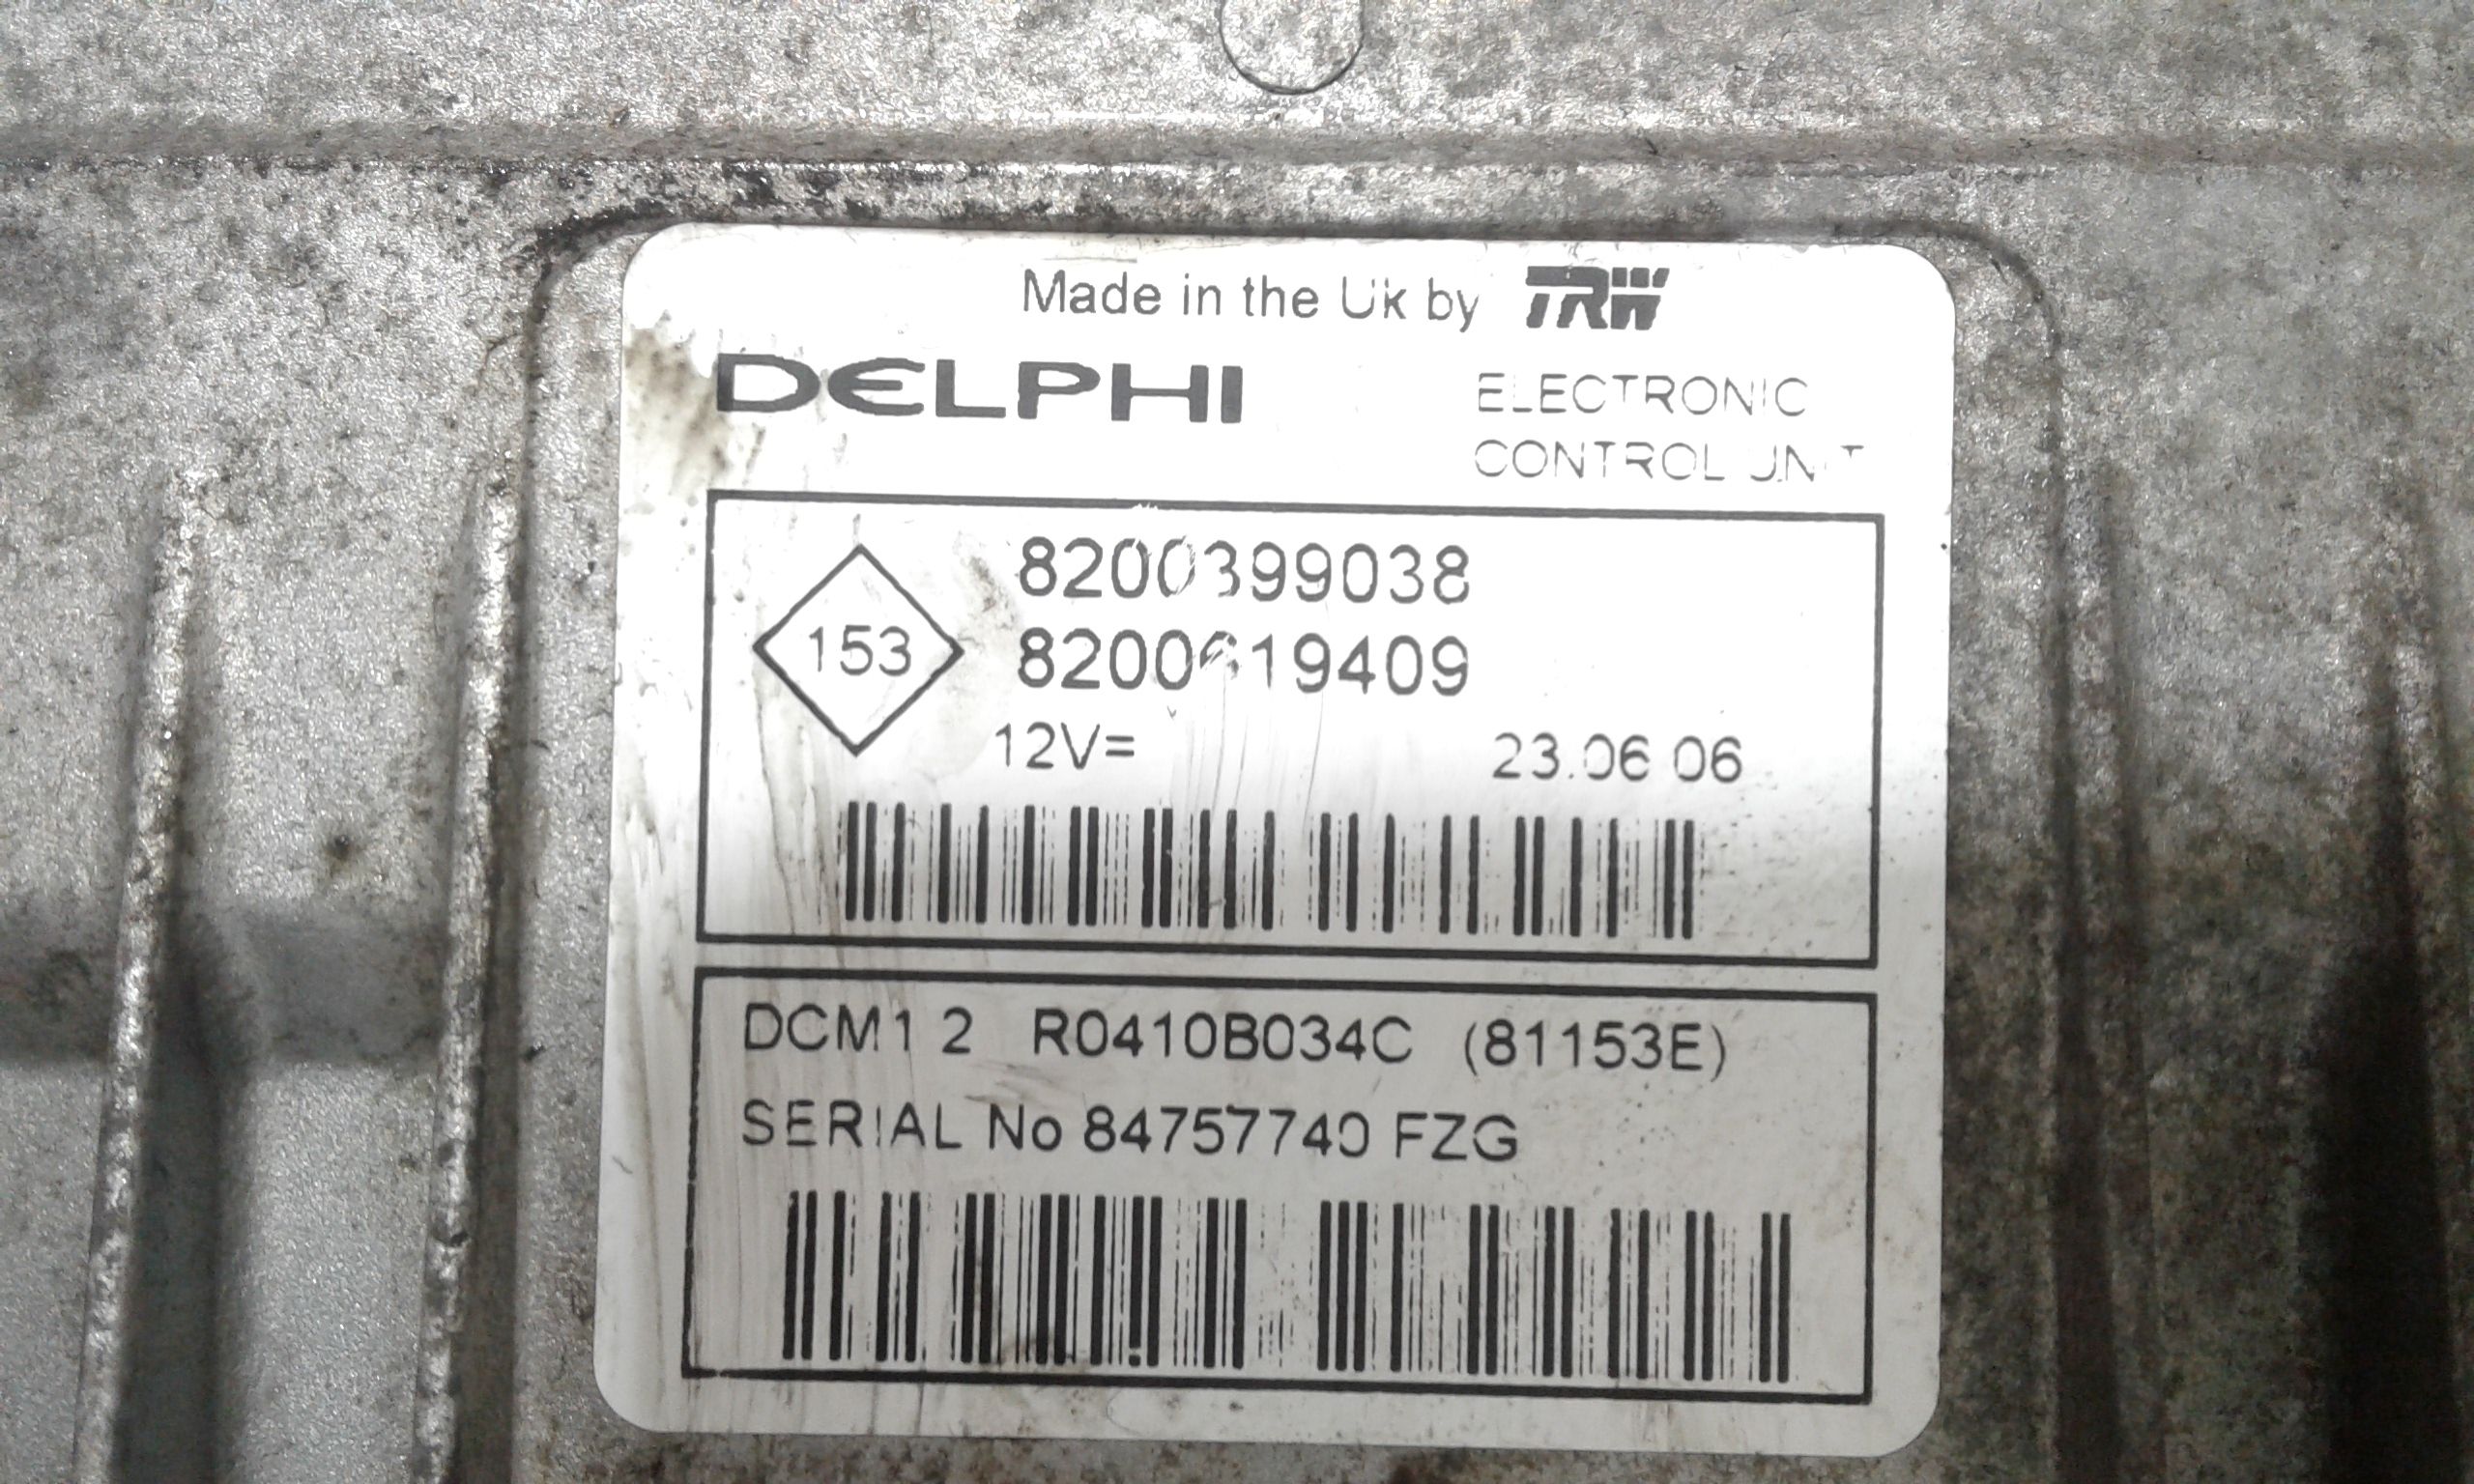 Made in the Uk by TRW
DELPHI
ELECTRONIC
CONTROL UNIT
153
8200399038
8200619409
12V=
23.06 06
DCM1 2 R0410B034C (81153E)
SERIAL No 84757740 FZG